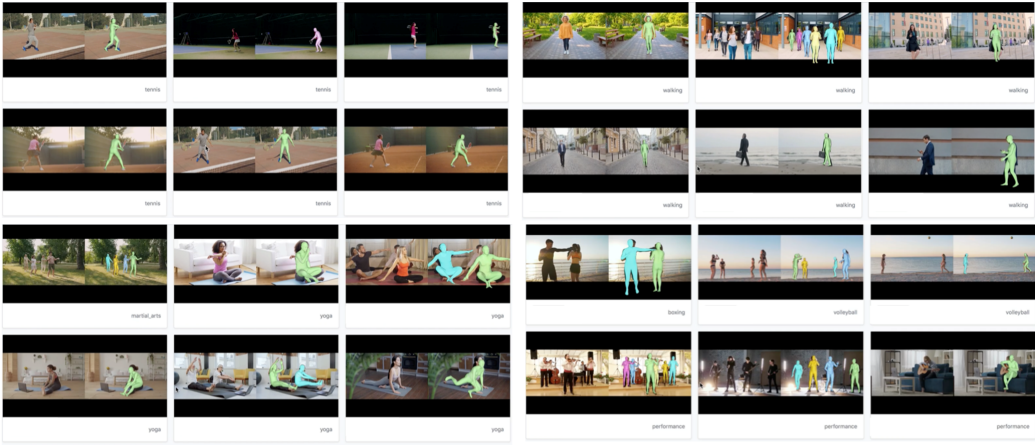 tennis
tennis
tennis
walking
walking
walking
tennis
tennis
tennis
walking
walking
walking
martial_arts
yoga
yoga
boxing
volleyball
volleyball
yoga
yoga
yoga
performance
performance
performance